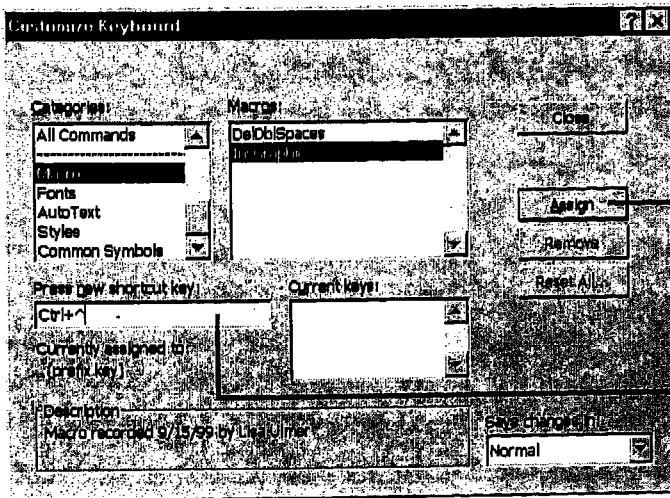 Customize Keyboard
Categories:
All Commands
Macro
Fonts
AutoText
Styles
Common Symbols
Macros:
DelDblSpaces
Close
Assign
Remove
Reset All...
Press new shortcut key:
Ctrl+^
Current keys:
Currently assigned to:
(prefix key)
Description
Macro recorded 9/15/99 by Lisa Ulmer
Save changes in:
Normal